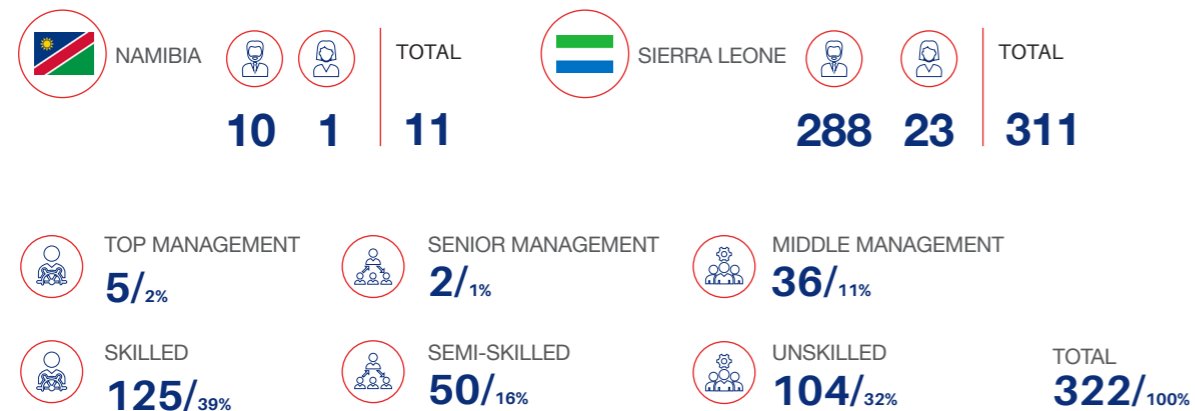 NAMIBIA TOTAL
10 1 11
SIERRA LEONE TOTAL
288 23 311
TOP MANAGEMENT
5/2%
SENIOR MANAGEMENT
2/1%
MIDDLE MANAGEMENT
36/11%
SKILLED
125/39%
SEMI-SKILLED
50/16%
UNSKILLED
104/32%
TOTAL
322/100%